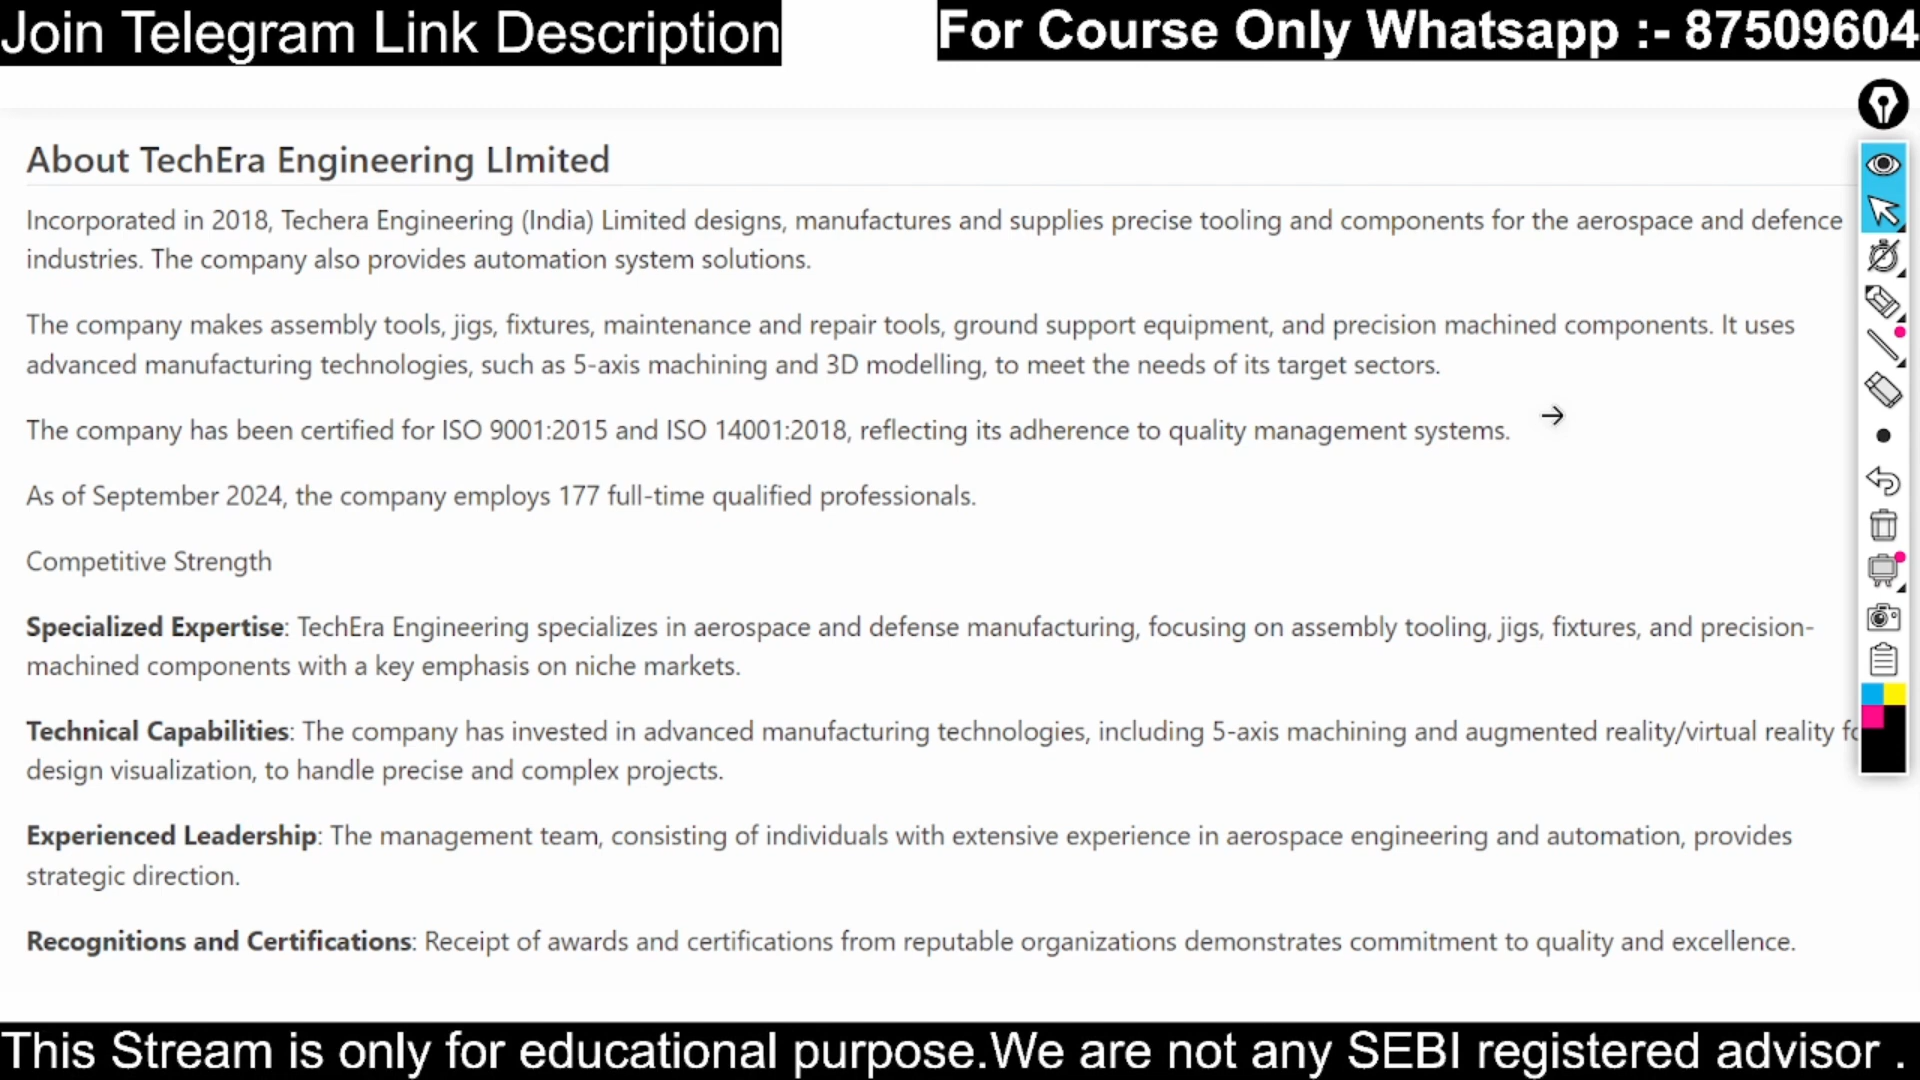 Join Telegram Link Description
For Course Only Whatsapp :- 87509604
About TechEra Engineering LImited
Incorporated in 2018, Techera Engineering (India) Limited designs, manufactures and supplies precise tooling and components for the aerospace and defence
industries. The company also provides automation system solutions.
The company makes assembly tools, jigs, fixtures, maintenance and repair tools, ground support equipment, and precision machined components. It uses
advanced manufacturing technologies, such as 5-axis machining and 3D modelling, to meet the needs of its target sectors.
The company has been certified for ISO 9001:2015 and ISO 14001:2018, reflecting its adherence to quality management systems.
As of September 2024, the company employs 177 full-time qualified professionals.
Competitive Strength
Specialized Expertise: TechEra Engineering specializes in aerospace and defense manufacturing, focusing on assembly tooling, jigs, fixtures, and precision-
machined components with a key emphasis on niche markets.
Technical Capabilities: The company has invested in advanced manufacturing technologies, including 5-axis machining and augmented reality/virtual reality
design visualization, to handle precise and complex projects.
Experienced Leadership: The management team, consisting of individuals with extensive experience in aerospace engineering and automation, provides
strategic direction.
Recognitions and Certifications: Receipt of awards and certifications from reputable organizations demonstrates commitment to quality and excellence.
This Stream is only for educational purpose.We are not any SEBI registered advisor .